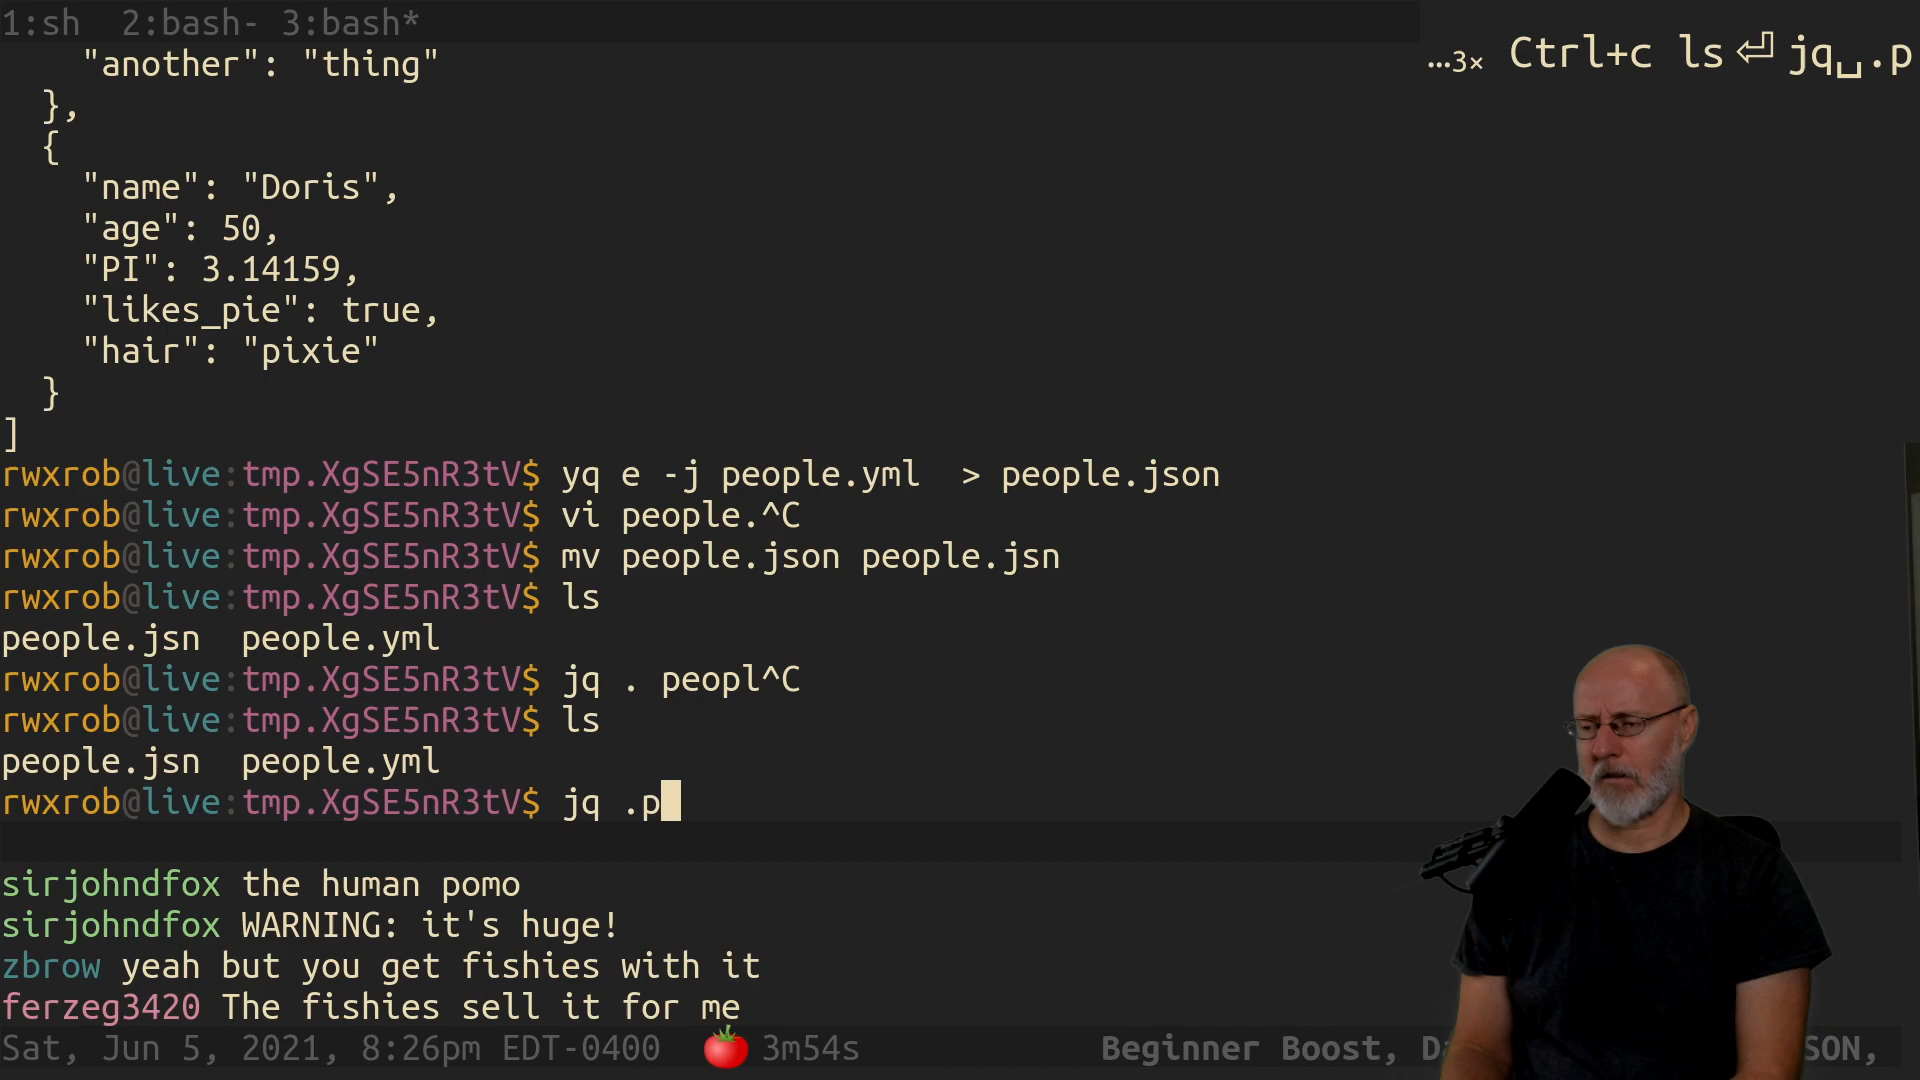 1:sh  2:bash- 3:bash*
…3× Ctrl+c ls⏎jq␣.p
    "another": "thing"
  },
  {
    "name": "Doris",
    "age": 50,
    "PI": 3.14159,
    "likes_pie": true,
    "hair": "pixie"
  }
]
rwxrob@live:tmp.XgSE5nR3tV$ yq e -j people.yml  > people.json
rwxrob@live:tmp.XgSE5nR3tV$ vi people.^C
rwxrob@live:tmp.XgSE5nR3tV$ mv people.json people.jsn
rwxrob@live:tmp.XgSE5nR3tV$ ls
people.jsn  people.yml
rwxrob@live:tmp.XgSE5nR3tV$ jq . peopl^C
rwxrob@live:tmp.XgSE5nR3tV$ ls
people.jsn  people.yml
rwxrob@live:tmp.XgSE5nR3tV$ jq .p
sirjohndfox the human pomo
sirjohndfox WARNING: it's huge!
zbrow yeah but you get fishies with it
ferzeg3420 The fishies sell it for me
Sat, Jun 5, 2021, 8:26pm EDT-0400 🍅 3m54s Beginner Boost,